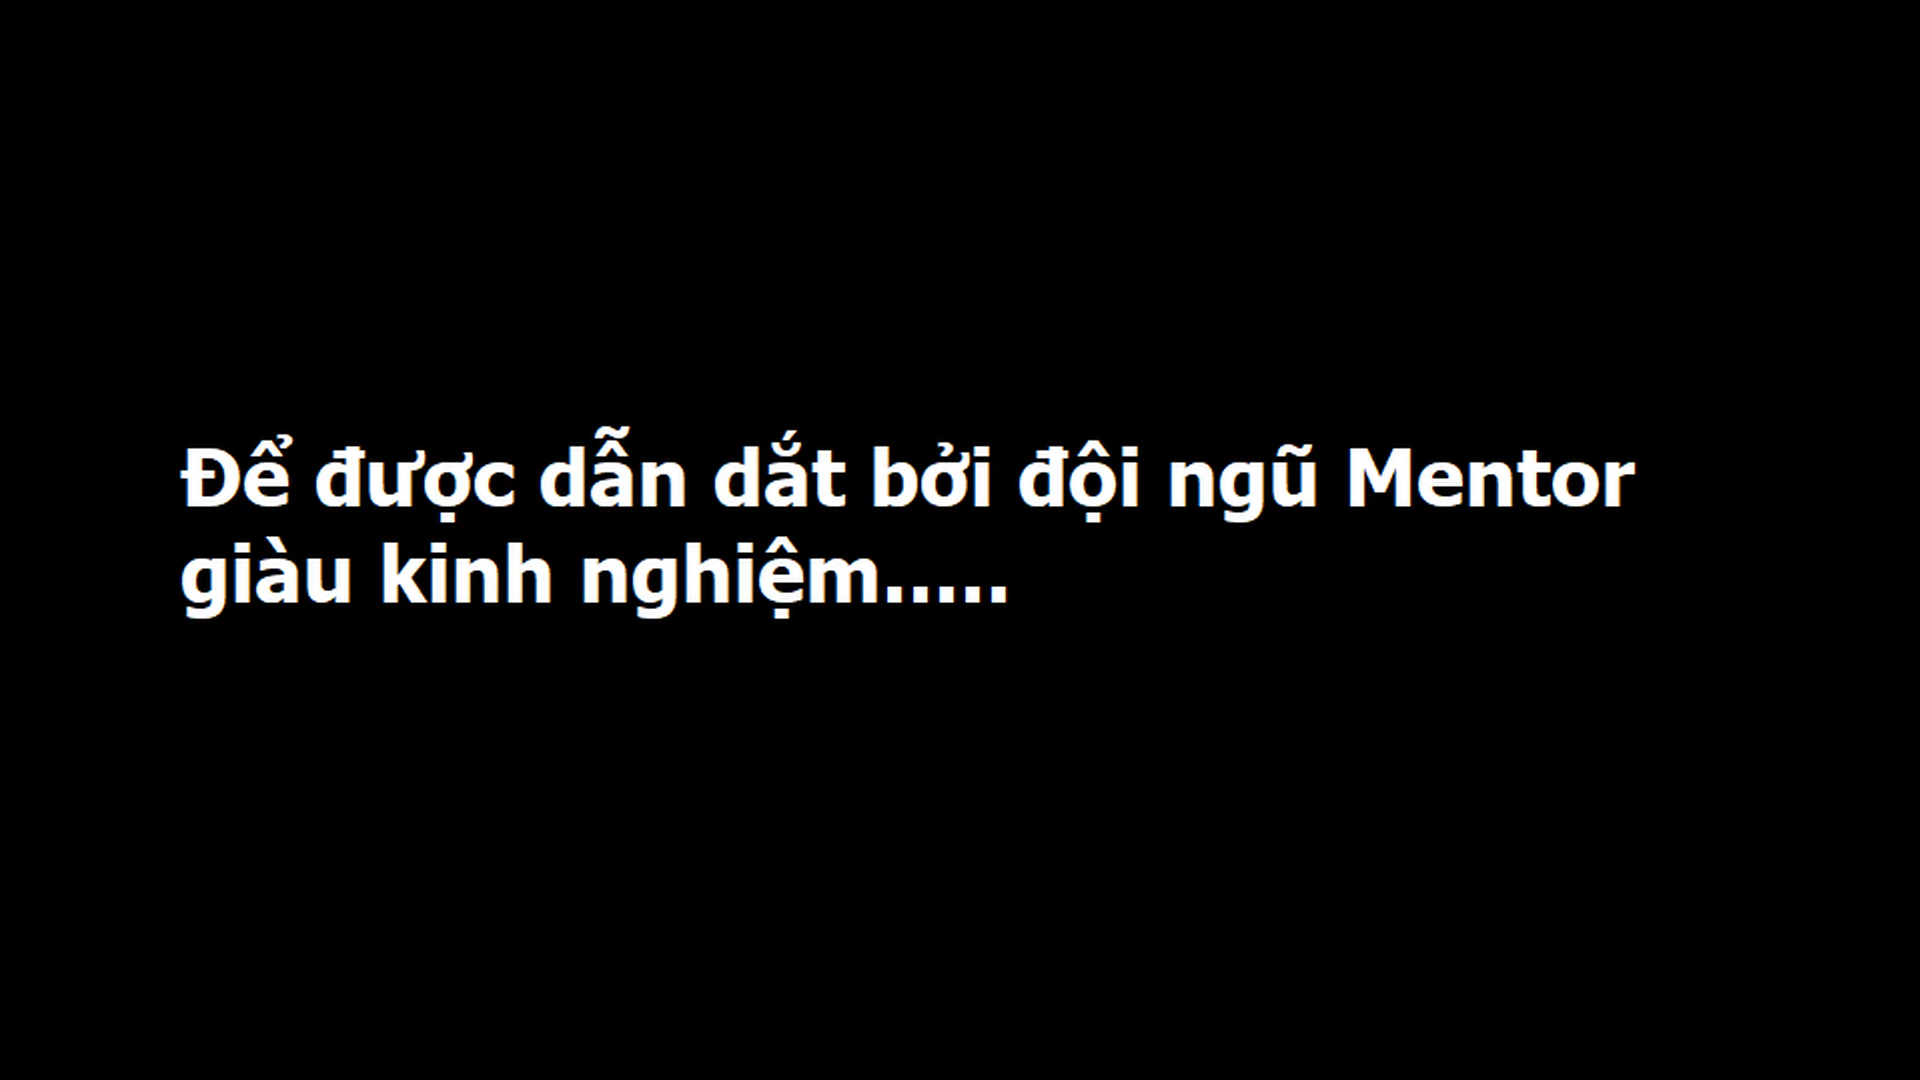 Để được dẫn dắt bởi đội ngũ Mentor
giàu kinh nghiệm.....